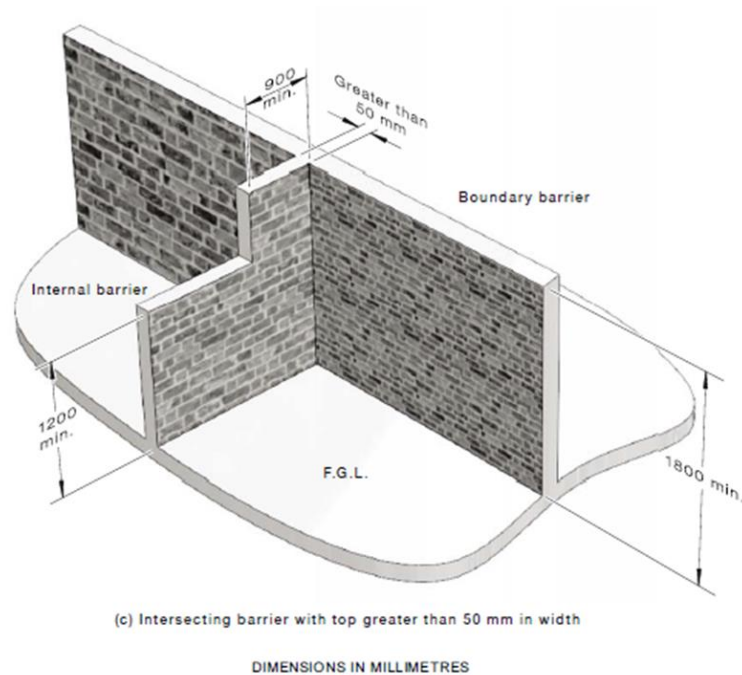 900
min.
Greater than
50 mm
Boundary barrier
Internal barrier
1200
min.
F.G.L.
1800 min.
(c) Intersecting barrier with top greater than 50 mm in width
DIMENSIONS IN MILLIMETRES